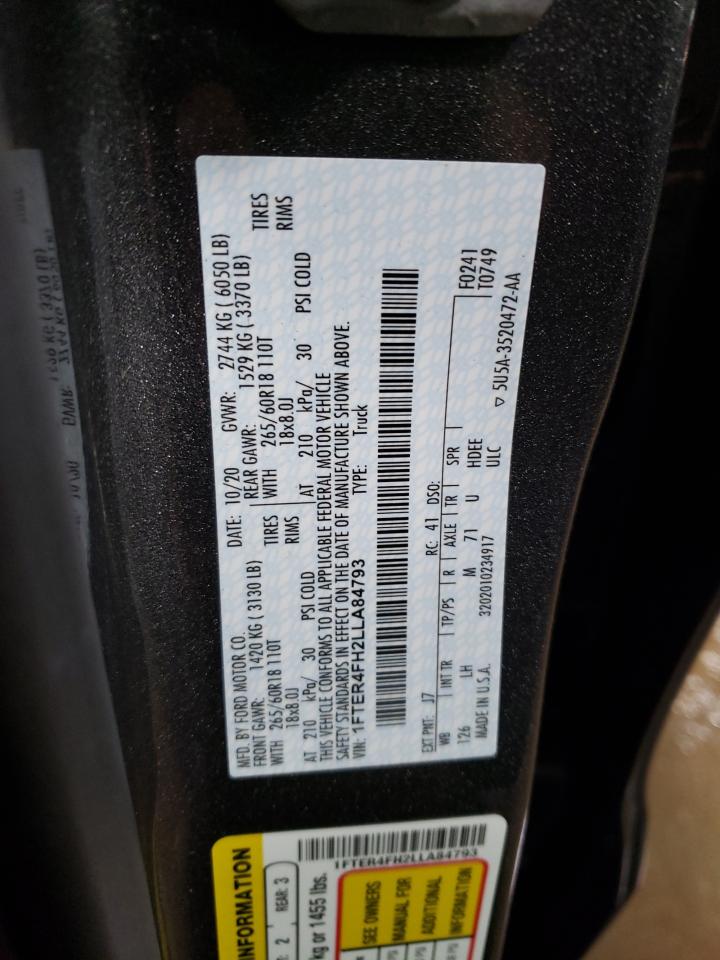 MFD. BY FORD MOTOR CO. DATE: 10/20 GVWR: 2744 KG ( 6050 LB)
FRONT GAWR: 1420 KG ( 3130 LB) REAR GAWR: 1529 KG ( 3370 LB)
WITH 265/60R18 110T TIRES WITH 265/60R18 110T TIRES
18x8.0J RIMS 18x8.0J RIMS
AT 210 kPa/ 30 PSI COLD AT 210 kPa/ 30 PSI COLD
THIS VEHICLE CONFORMS TO ALL APPLICABLE FEDERAL MOTOR VEHICLE
SAFETY STANDARDS IN EFFECT ON THE DATE OF MANUFACTURE SHOWN ABOVE.
VIN: 1FTER4FH2LLA84793 TYPE: Truck
EXT PNT: J7 RC: 41 DSO: F0241
WB INT TR TP/PS R AXLE TR SPR T0749
126 LH M 71 U HDEE
MADE IN U.S.A. 3202010234917 ULC ▽ 5U5A-3520472-AA
INFORMATION
2 REAR: 3
kg or 1455 lbs.
1FTER4FH2LLA84793
SEE OWNERS
MANUAL FOR
ADDITIONAL
INFORMATION